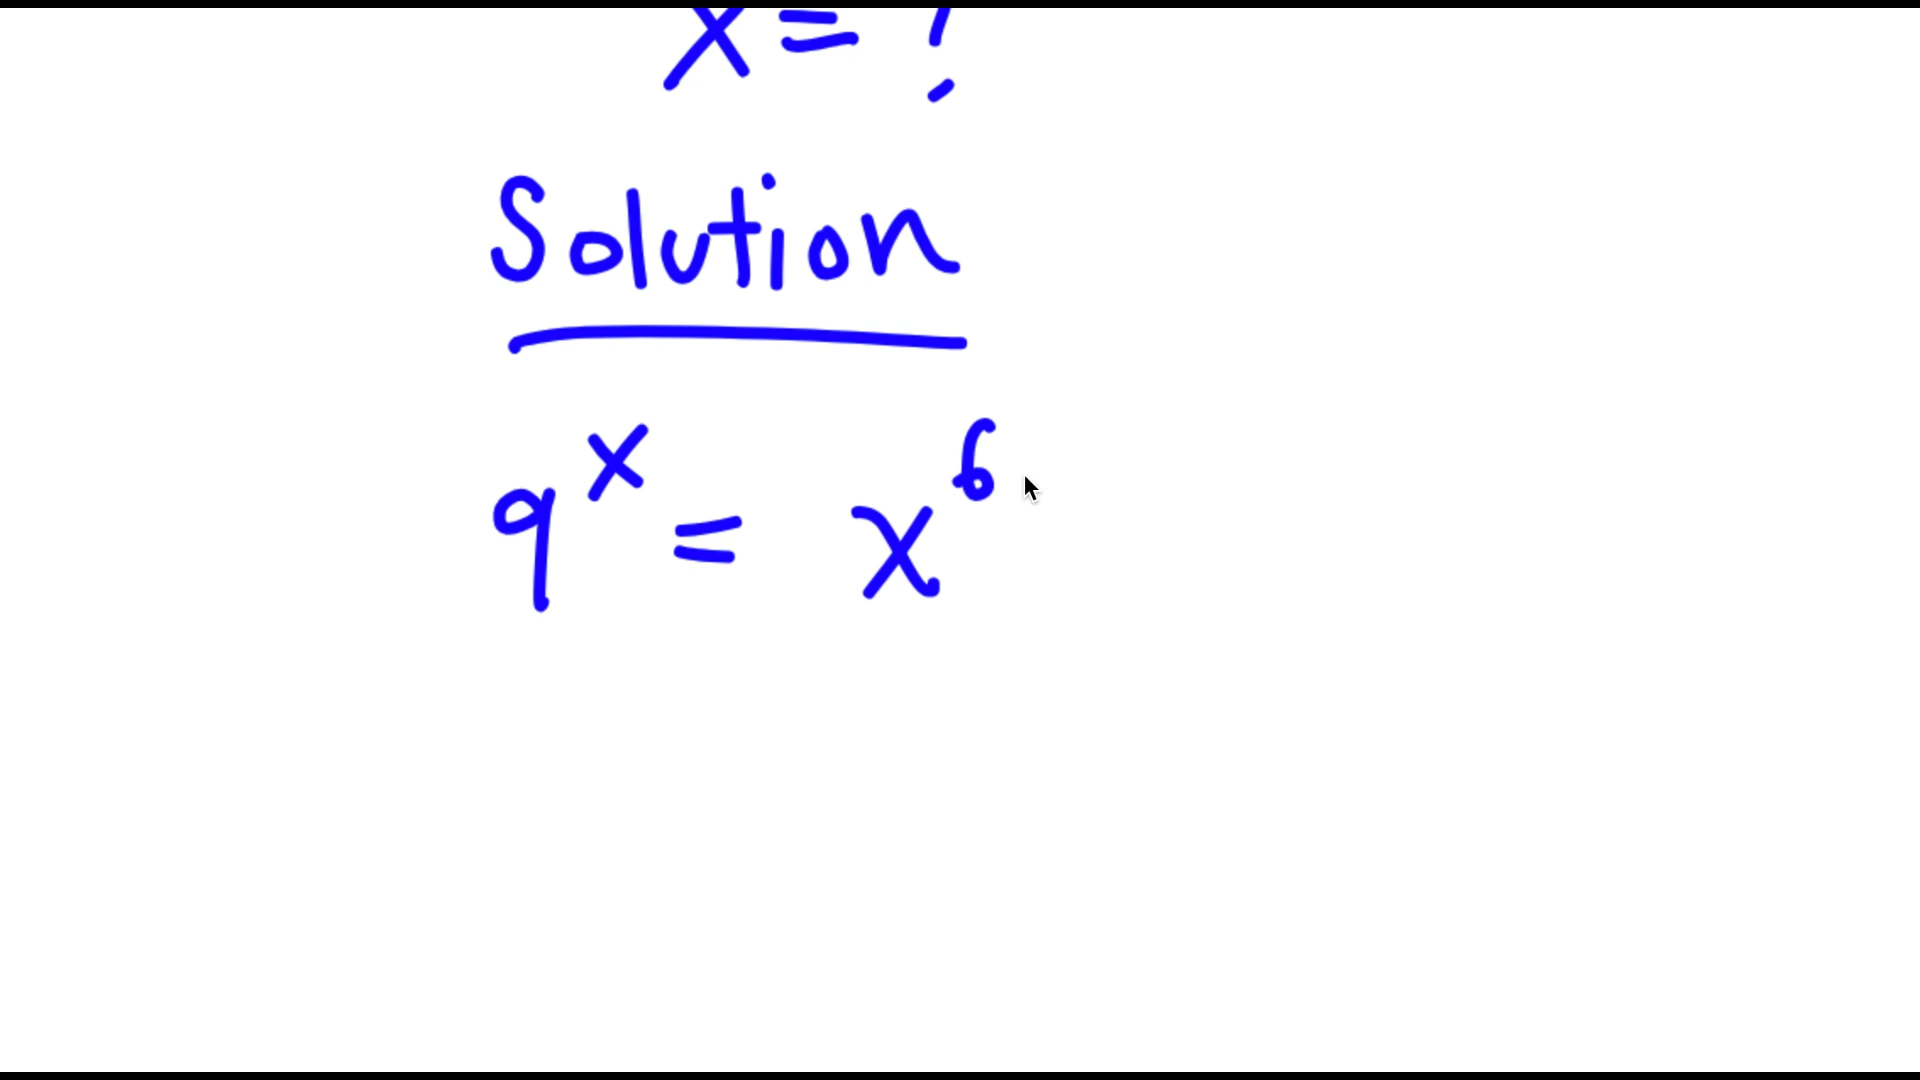 x = ?
Solution
9^x = x^6